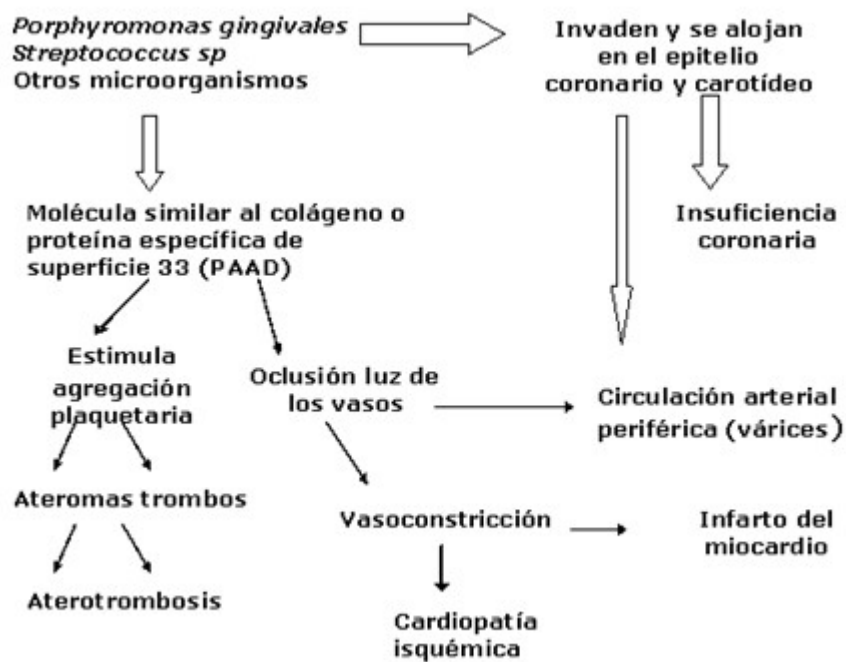 Porphyromonas gingivales
Streptococcus sp
Otros microorganismos
Invaden y se alojan
en el epitelio
coronario y carotídeo
Molécula similar al colágeno o
proteína específica de
superficie 33 (PAAD)
Insuficiencia
coronaria
Estimula
agregación
plaquetaria
Oclusión luz de
los vasos
Circulación arterial
periférica (várices)
Ateromas trombos
Vasoconstricción
Infarto del
miocardio
Aterotrombosis
Cardiopatía
isquémica